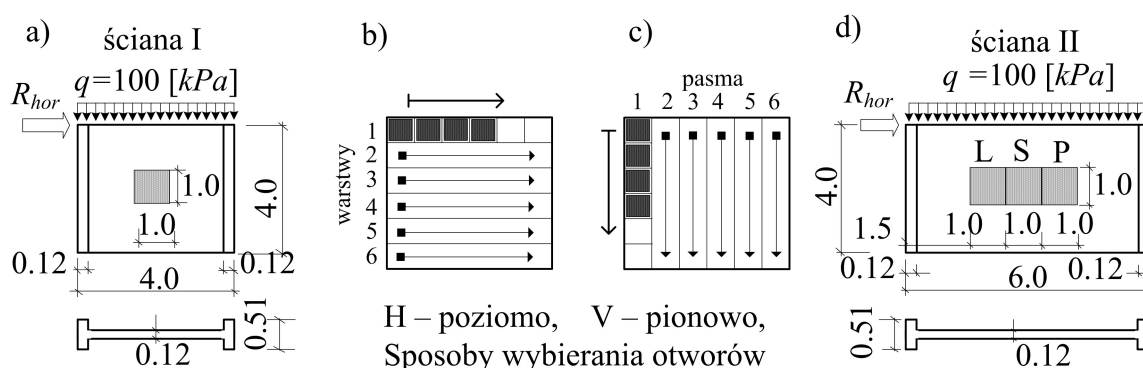 a)
ściana I
q=100 [kPa]
R_hor
1.0
1.0
4.0
0.12
0.12
4.0
0.51
0.12
b)
warstwy
1
2
3
4
5
6
c)
pasma
1 2 3 4 5 6
H – poziomo, V – pionowo,
Sposoby wybierania otworów
d)
ściana II
q =100 [kPa]
R_hor
L S P
4.0
1.0
1.5
1.0 1.0 1.0
0.12
0.12
6.0
0.51
0.12